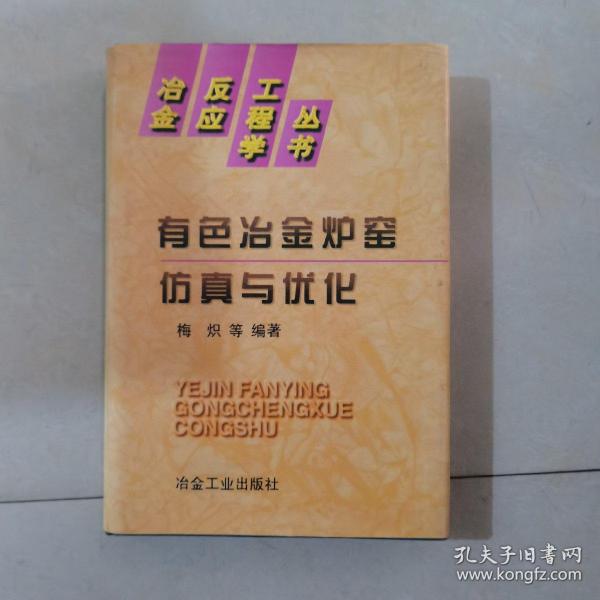 冶金反应工程学丛书
有色冶金炉窑
仿真与优化
梅 炽 等 编著
YEJIN FANYING
GONGCHENGXUE
CONGSHU
冶金工业出版社
孔夫子旧书网
www.kongfz.com